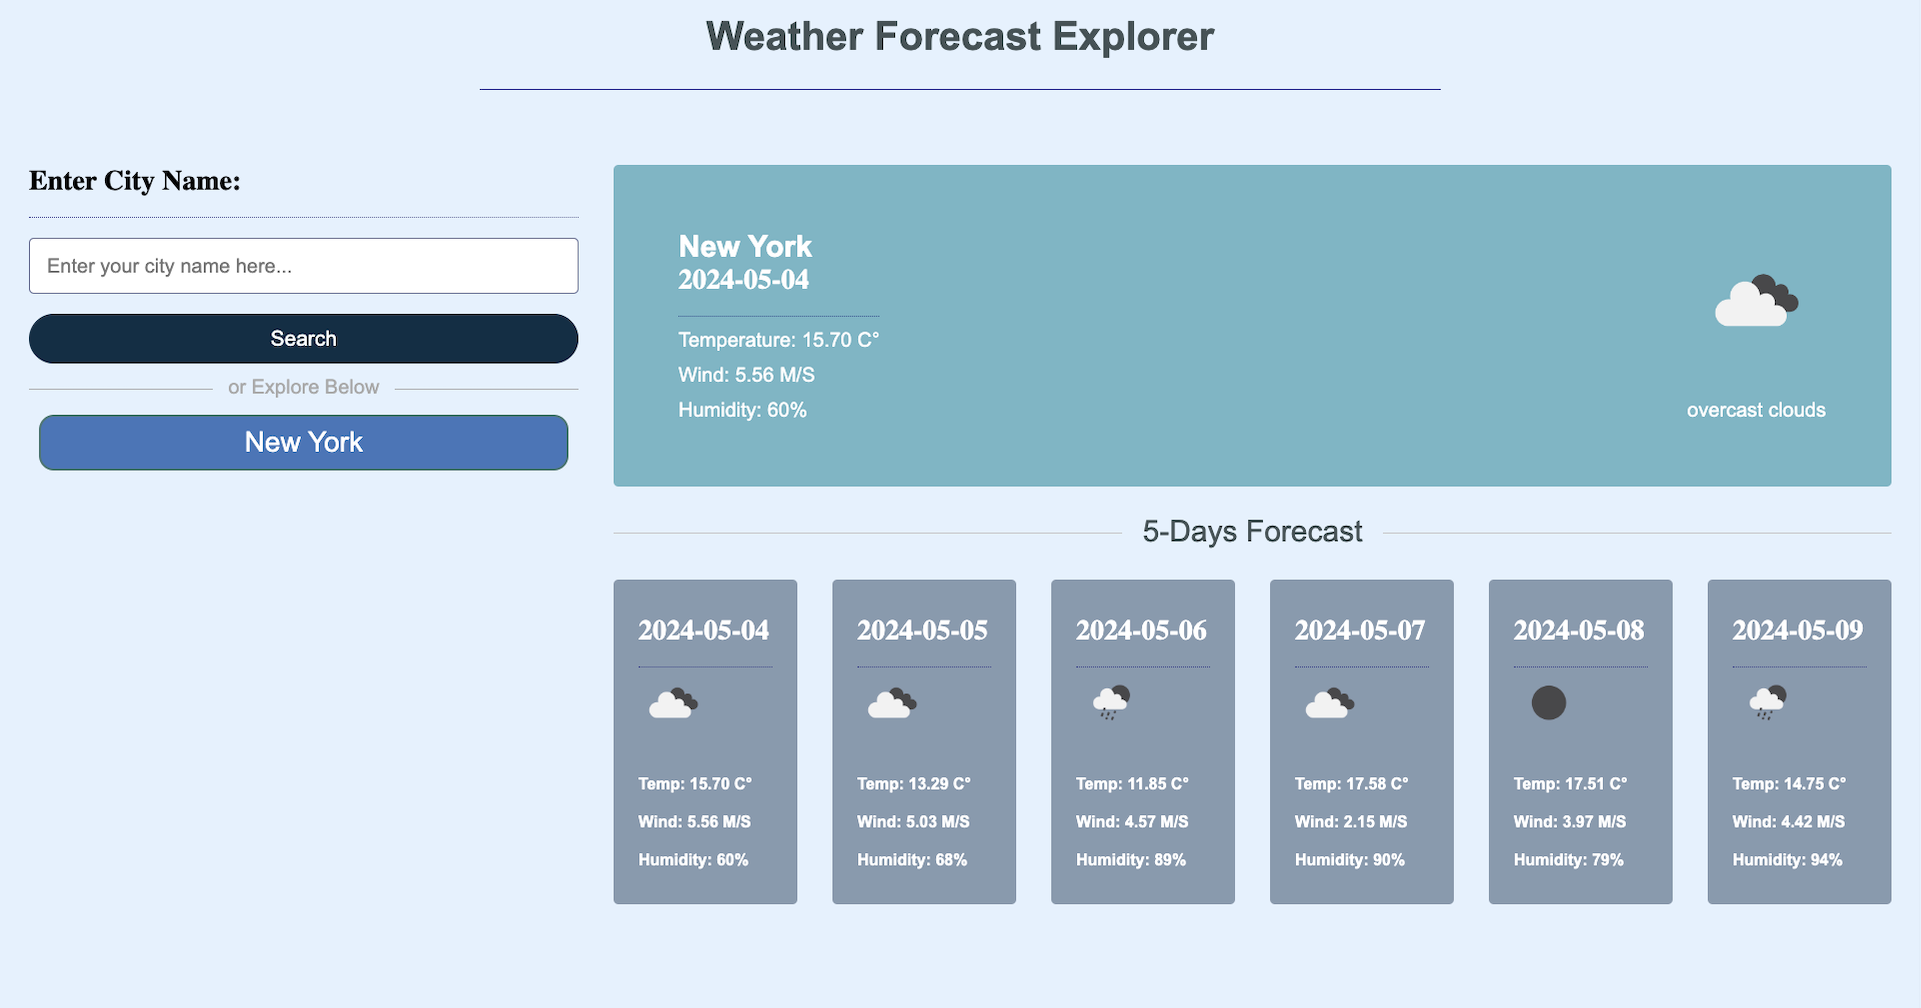 Weather Forecast Explorer
Enter City Name:
Enter your city name here...
Search
or Explore Below
New York
New York
2024-05-04
Temperature: 15.70 C°
Wind: 5.56 M/S
Humidity: 60%
overcast clouds
5-Days Forecast
2024-05-04
Temp: 15.70 C°
Wind: 5.56 M/S
Humidity: 60%
2024-05-05
Temp: 13.29 C°
Wind: 5.03 M/S
Humidity: 68%
2024-05-06
Temp: 11.85 C°
Wind: 4.57 M/S
Humidity: 89%
2024-05-07
Temp: 17.58 C°
Wind: 2.15 M/S
Humidity: 90%
2024-05-08
Temp: 17.51 C°
Wind: 3.97 M/S
Humidity: 79%
2024-05-09
Temp: 14.75 C°
Wind: 4.42 M/S
Humidity: 94%